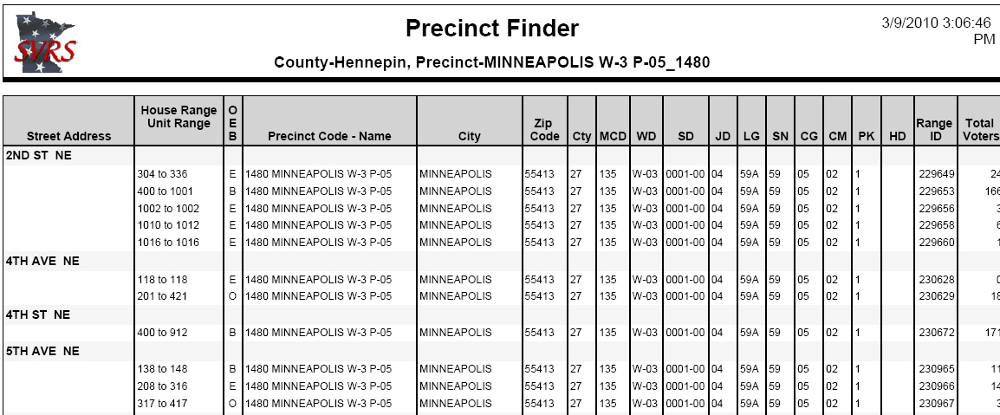 SVRS
Precinct Finder
3/9/2010 3:06:46
PM
County-Hennepin, Precinct-MINNEAPOLIS W-3 P-05_1480
Street Address House Range Unit Range OEB Precinct Code - Name City Zip Code Cty MCD WD SD JD LG SN CG CM PK HD Range ID Total Voters
2ND ST NE
304 to 336 E 1480 MINNEAPOLIS W-3 P-05 MINNEAPOLIS 55413 27 135 W-03 0001-00 04 59A 59 05 02 1 229649 24
400 to 1001 B 1480 MINNEAPOLIS W-3 P-05 MINNEAPOLIS 55413 27 135 W-03 0001-00 04 59A 59 05 02 1 229653 166
1002 to 1002 E 1480 MINNEAPOLIS W-3 P-05 MINNEAPOLIS 55413 27 135 W-03 0001-00 04 59A 59 05 02 1 229656 3
1010 to 1012 E 1480 MINNEAPOLIS W-3 P-05 MINNEAPOLIS 55413 27 135 W-03 0001-00 04 59A 59 05 02 1 229658 6
1016 to 1016 E 1480 MINNEAPOLIS W-3 P-05 MINNEAPOLIS 55413 27 135 W-03 0001-00 04 59A 59 05 02 1 229660 1
4TH AVE NE
118 to 118 E 1480 MINNEAPOLIS W-3 P-05 MINNEAPOLIS 55413 27 135 W-03 0001-00 04 59A 59 05 02 1 230628 0
201 to 421 O 1480 MINNEAPOLIS W-3 P-05 MINNEAPOLIS 55413 27 135 W-03 0001-00 04 59A 59 05 02 1 230629 18
4TH ST NE
400 to 912 B 1480 MINNEAPOLIS W-3 P-05 MINNEAPOLIS 55413 27 135 W-03 0001-00 04 59A 59 05 02 1 230672 171
5TH AVE NE
138 to 148 B 1480 MINNEAPOLIS W-3 P-05 MINNEAPOLIS 55413 27 135 W-03 0001-00 04 59A 59 05 02 1 230965 11
208 to 316 E 1480 MINNEAPOLIS W-3 P-05 MINNEAPOLIS 55413 27 135 W-03 0001-00 04 59A 59 05 02 1 230966 14
317 to 417 O 1480 MINNEAPOLIS W-3 P-05 MINNEAPOLIS 55413 27 135 W-03 0001-00 04 59A 59 05 02 1 230967 3